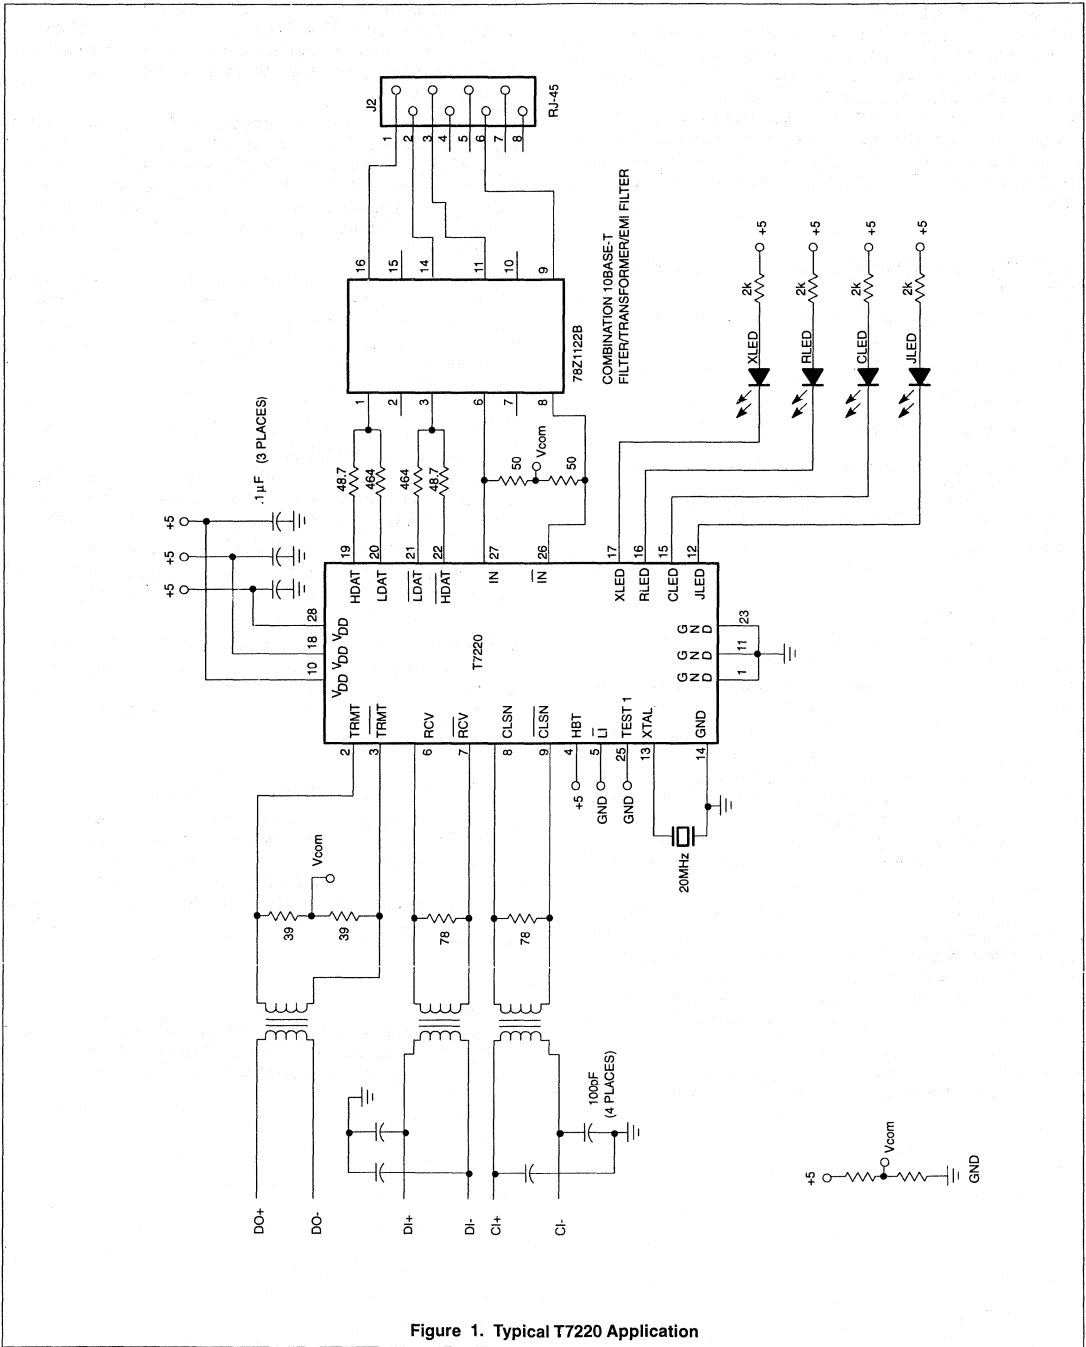 J2
RJ-45
1
2
3
4
5
6
7
8
16
15
14
11
10
9
78Z1122B
COMBINATION 10BASE-T
FILTER/TRANSFORMER/EMI FILTER
1
2
3
6
7
8
.1µF (3 PLACES)
+5
+5
+5
48.7
464
464
48.7
50
Vcom
50
XLED
2k
+5
RLED
2k
+5
CLED
2k
+5
JLED
2k
+5
19
20
21
22
27
26
17
16
15
12
HDAT
LDAT
LDAT
HDAT
IN
IN
XLED
RLED
CLED
JLED
28
18
10
VDD
VDD
VDD
T7220
GND
GND
GND
23
11
1
TRMT
TRMT
RCV
RCV
CLSN
CLSN
HBT
LI
TEST 1
XTAL
GND
2
3
6
7
8
9
4
5
25
13
14
+5
GND
GND
20MHz
Vcom
39
39
78
78
100pF
(4 PLACES)
DO+
DO-
DI+
DI-
CI+
CI-
+5
Vcom
GND
Figure 1. Typical T7220 Application